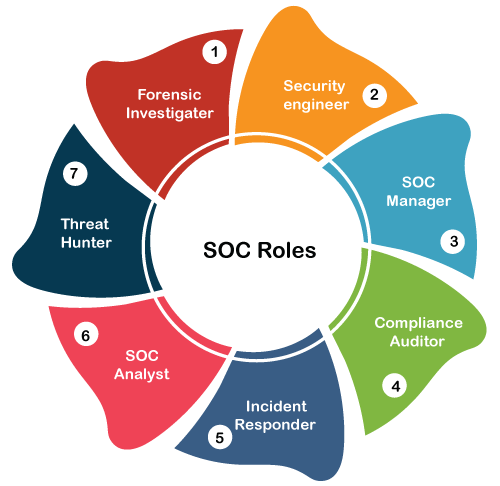 1
Forensic
Investigater
2
Security
engineer
SOC
Manager
3
Compliance
Auditor
4
Incident
Responder
5
6
SOC
Analyst
7
Threat
Hunter
SOC Roles